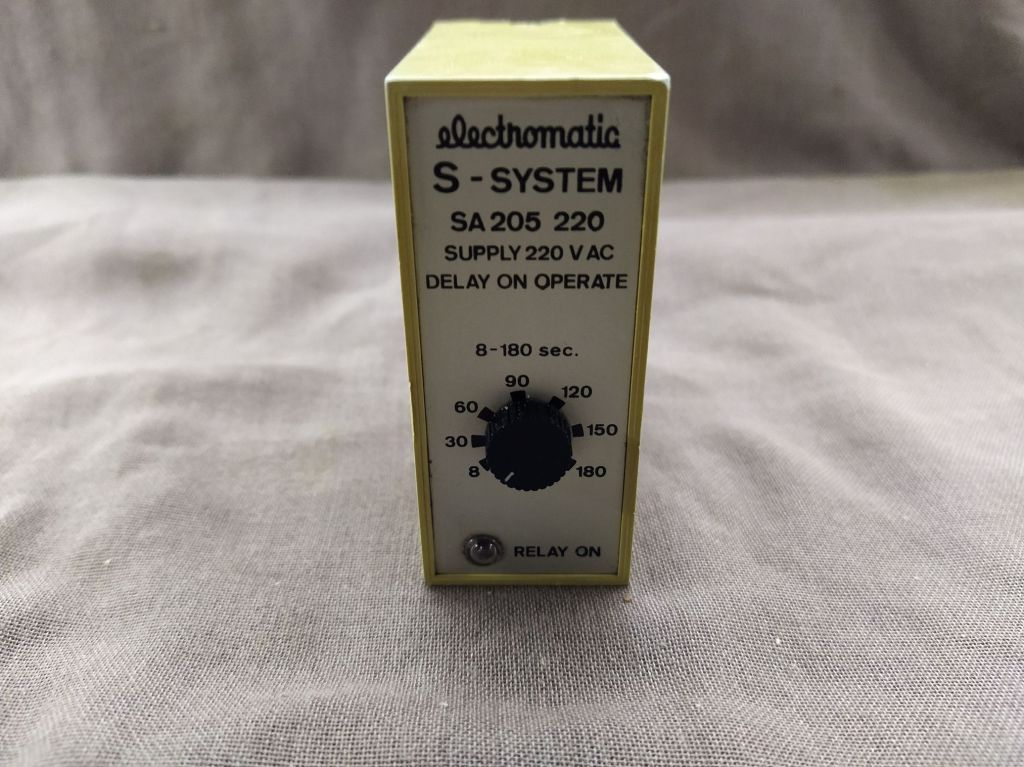 electromatic
S - SYSTEM
SA 205 220
SUPPLY 220 V AC
DELAY ON OPERATE
8-180 sec.
90
60 120
30 150
8 180
RELAY ON